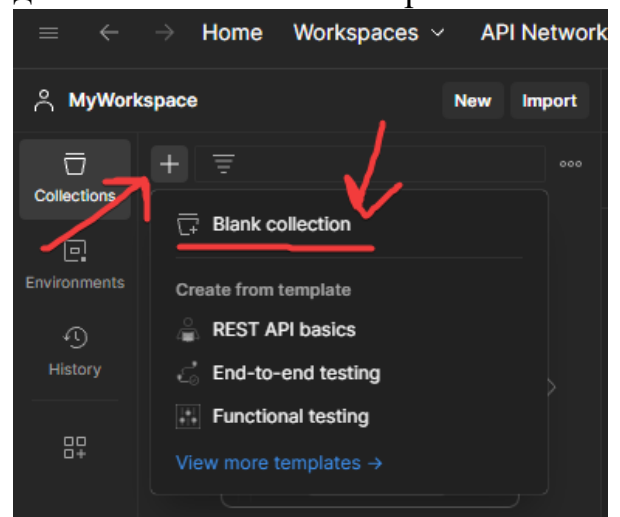 Home Workspaces API Network
MyWorkspace New Import
Collections
Blank collection
Environments
Create from template
REST API basics
History
End-to-end testing
Functional testing
View more templates →